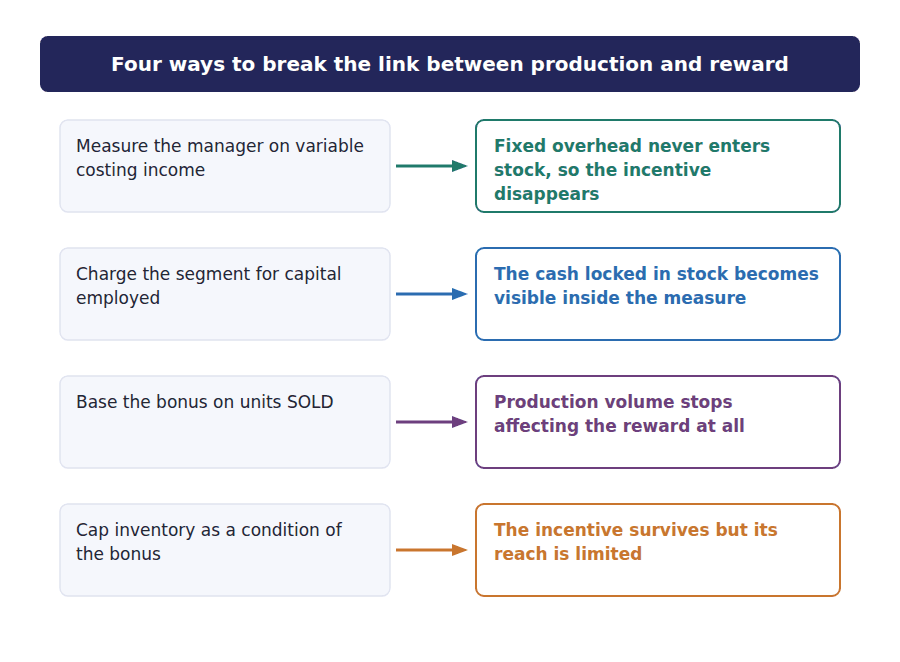 Four ways to break the link between production and reward
Measure the manager on variable
costing income
Fixed overhead never enters
stock, so the incentive
disappears
Charge the segment for capital
employed
The cash locked in stock becomes
visible inside the measure
Base the bonus on units SOLD
Production volume stops
affecting the reward at all
Cap inventory as a condition of
the bonus
The incentive survives but its
reach is limited